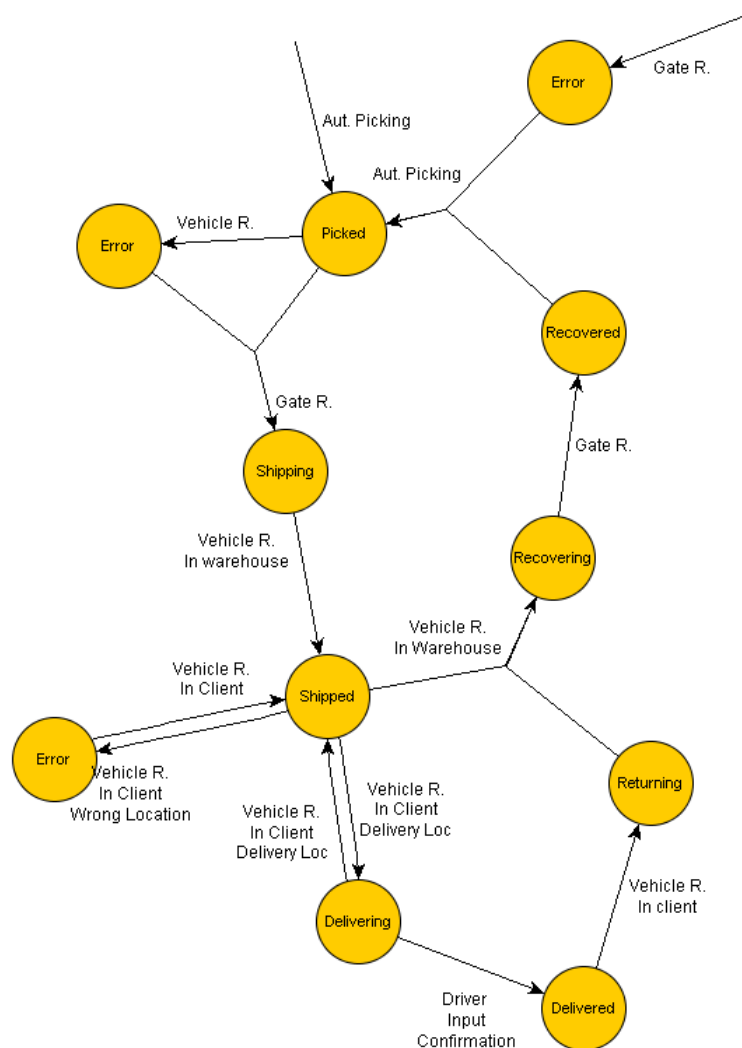 Gate R.
Error
Aut. Picking
Aut. Picking
Vehicle R.
Picked
Error
Recovered
Gate R.
Gate R.
Shipping
Vehicle R.
In warehouse
Recovering
Vehicle R.
In Warehouse
Vehicle R.
In Client
Shipped
Error
Vehicle R.
In Client
Wrong Location
Vehicle R.
In Client
Delivery Loc
Vehicle R.
In Client
Delivery Loc
Returning
Vehicle R.
In client
Delivering
Driver
Input
Confirmation
Delivered